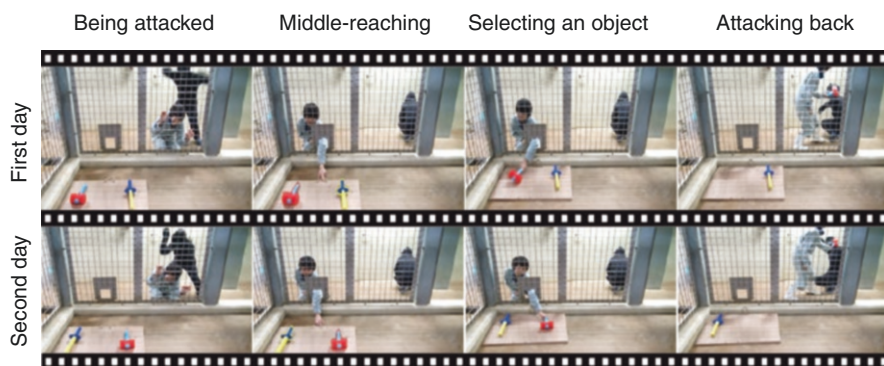 Being attacked
Middle-reaching
Selecting an object
Attacking back
First day
Second day